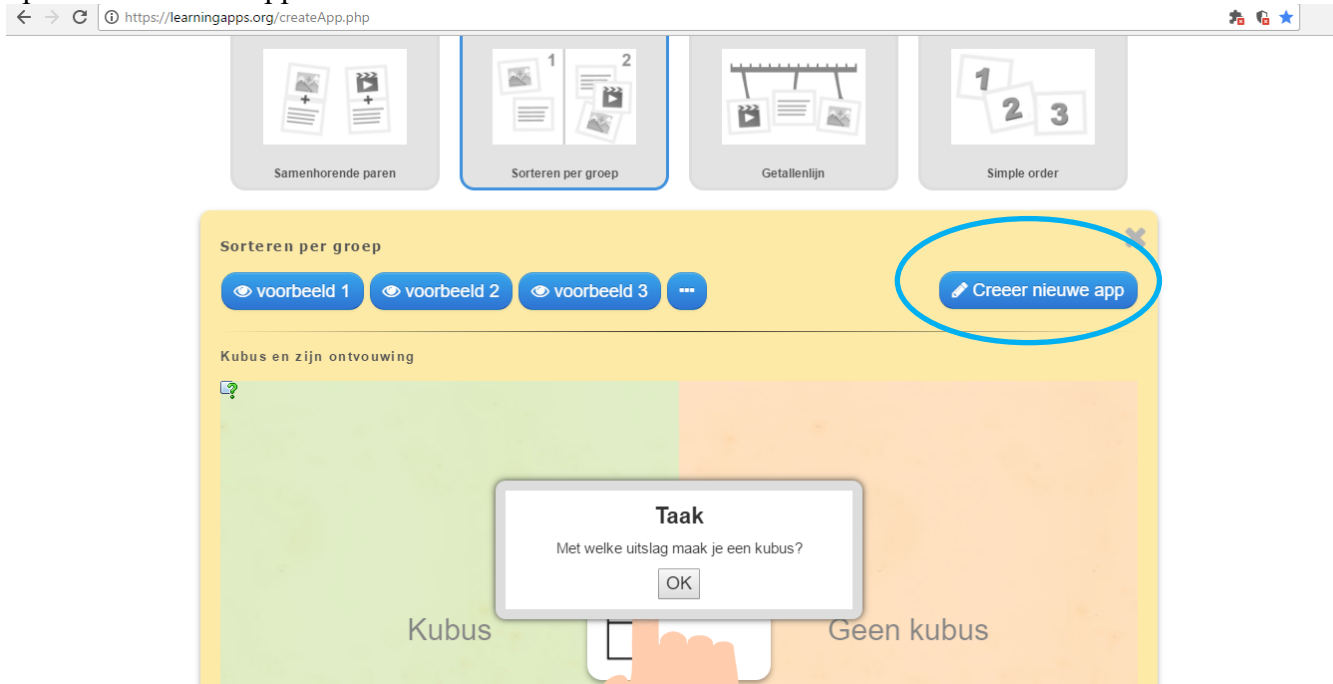 https://learningapps.org/createApp.php
1
2
1
2
3
Samenhorende paren
Sorteren per groep
Getallenlijn
Simple order
Sorteren per groep
voorbeeld 1
voorbeeld 2
voorbeeld 3
Creeer nieuwe app
Kubus en zijn ontvouwing
Taak
Met welke uitslag maak je een kubus?
OK
Kubus
Geen kubus